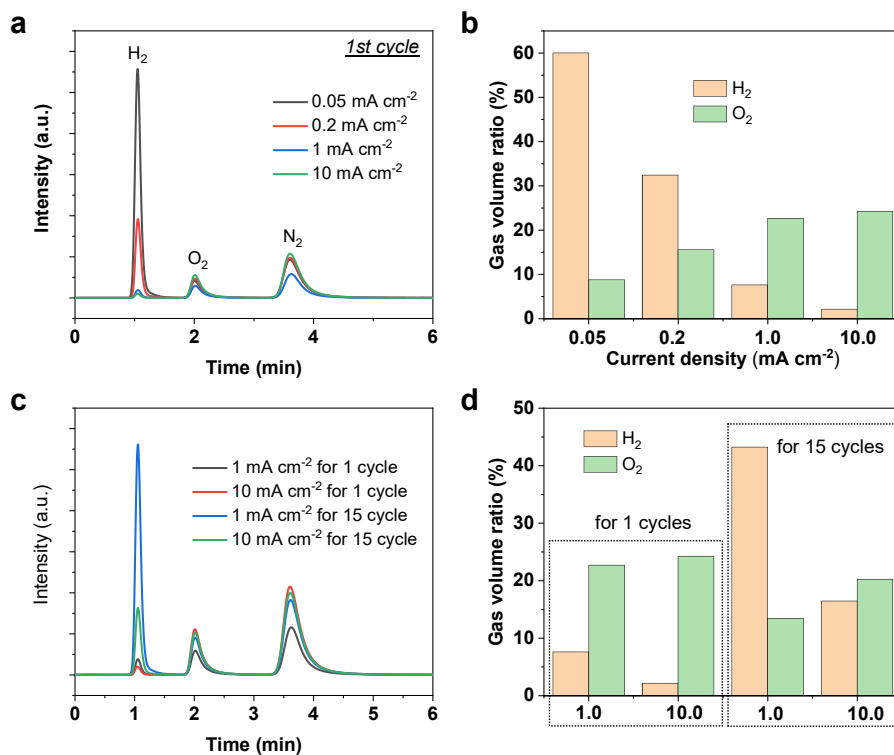 a
1st cycle
H₂
0.05 mA cm⁻²
0.2 mA cm⁻²
1 mA cm⁻²
10 mA cm⁻²
O₂
N₂
Intensity (a.u.)
0 1 2 3 4 5 6
Time (min)
b
Gas volume ratio (%)
60
50
40
30
20
10
0
H₂
O₂
0.05 0.2 1.0 10.0
Current density (mA cm⁻²)
c
Intensity (a.u.)
1 mA cm⁻² for 1 cycle
10 mA cm⁻² for 1 cycle
1 mA cm⁻² for 15 cycle
10 mA cm⁻² for 15 cycle
0 1 2 3 4 5 6
Time (min)
d
Gas volume ratio (%)
50
40
30
20
10
0
H₂
O₂
for 15 cycles
for 1 cycles
1.0 10.0 1.0 10.0